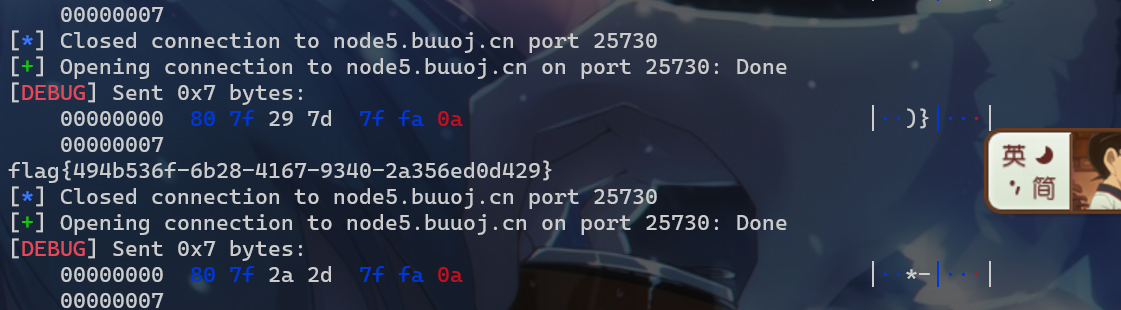 00000007
[*] Closed connection to node5.buuoj.cn port 25730
[+] Opening connection to node5.buuoj.cn on port 25730: Done
[DEBUG] Sent 0x7 bytes:
00000000 80 7f 29 7d 7f fa 0a |··)}|···|
00000007
flag{494b536f-6b28-4167-9340-2a356ed0d429}
[*] Closed connection to node5.buuoj.cn port 25730
[+] Opening connection to node5.buuoj.cn on port 25730: Done
[DEBUG] Sent 0x7 bytes:
00000000 80 7f 2a 2d 7f fa 0a |··*-|···|
00000007
英
简